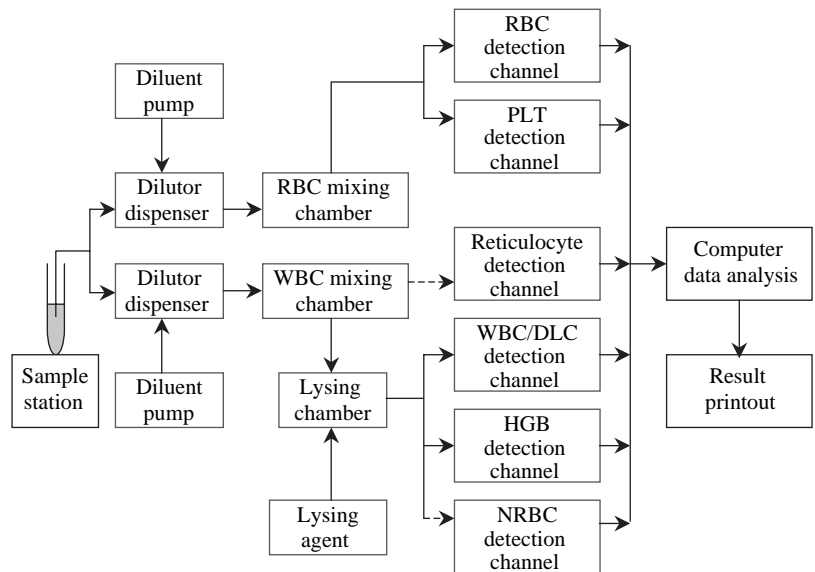 Diluent
pump
Dilutor
dispenser
RBC mixing
chamber
RBC
detection
channel
PLT
detection
channel
Sample
station
Dilutor
dispenser
Diluent
pump
WBC mixing
chamber
Reticulocyte
detection
channel
Lysing
chamber
Lysing
agent
WBC/DLC
detection
channel
HGB
detection
channel
NRBC
detection
channel
Computer
data analysis
Result
printout